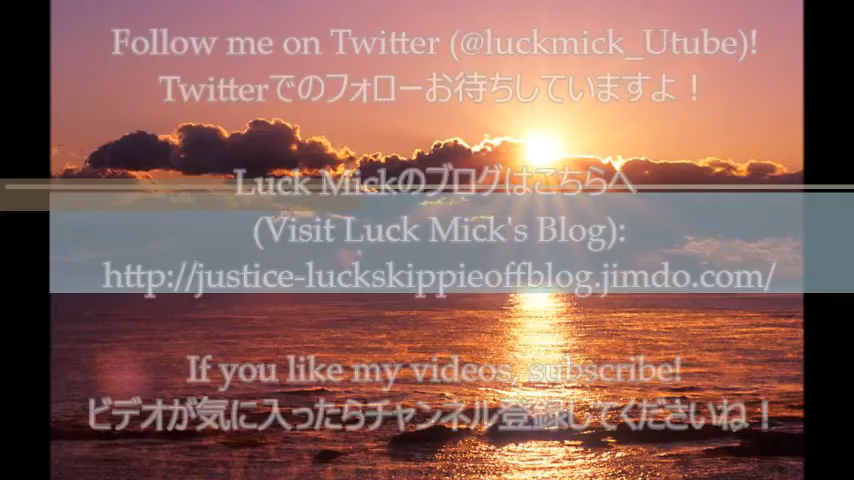 Follow me on Twitter (@luckmick_Utube)!
Twitterでのフォローお待ちしていますよ！
Luck Mickのブログはこちらへ
(Visit Luck Mick's Blog):
http://justice-luckskippieoffblog.jimdo.com/
If you like my videos, subscribe!
ビデオが気に入ったらチャンネル登録してくださいね！